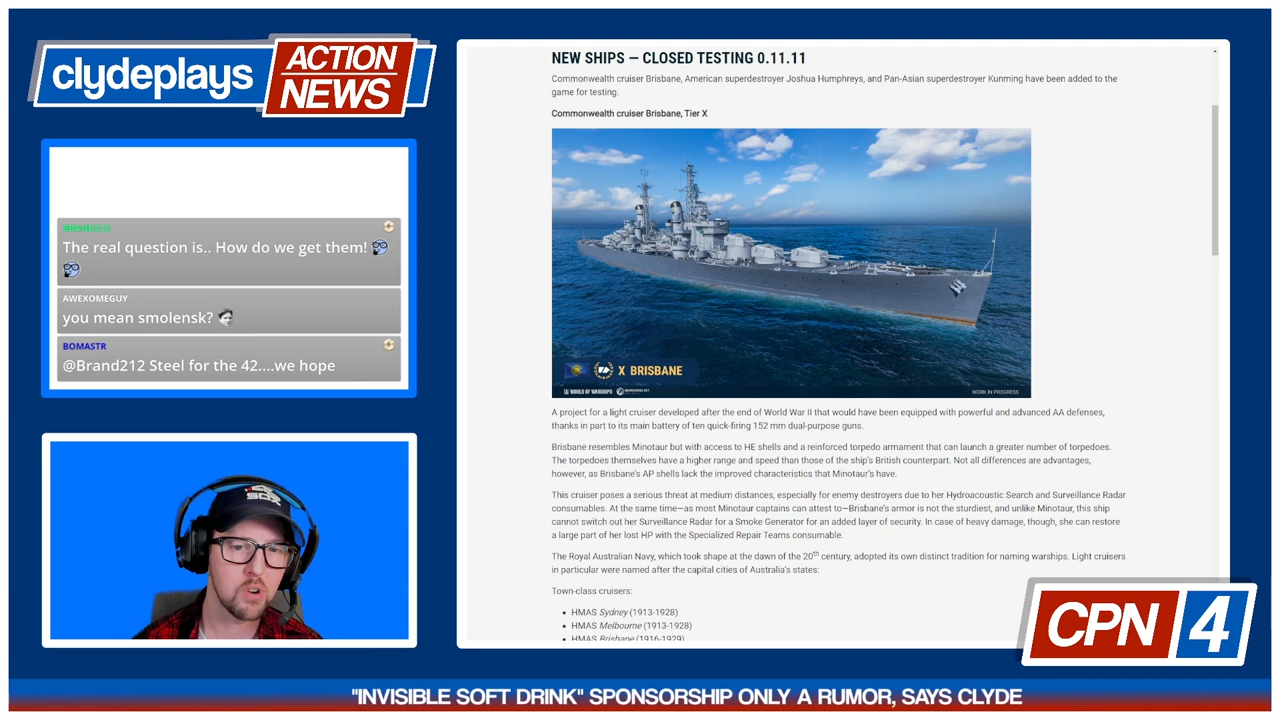 clydeplays
ACTION
NEWS
BRAND212
The real question is.. How do we get them!
AWEXOMEGUY
you mean smolensk?
BOMASTR
@Brand212 Steel for the 42....we hope
NEW SHIPS — CLOSED TESTING 0.11.11
Commonwealth cruiser Brisbane, American superdestroyer Joshua Humphreys, and Pan-Asian superdestroyer Kunming have been added to the
game for testing.
Commonwealth cruiser Brisbane, Tier X
X BRISBANE
WORLD OF WARSHIPS
WORK IN PROGRESS
A project for a light cruiser developed after the end of World War II that would have been equipped with powerful and advanced AA defenses,
thanks in part to its main battery of ten quick-firing 152 mm dual-purpose guns.
Brisbane resembles Minotaur but with access to HE shells and a reinforced torpedo armament that can launch a greater number of torpedoes.
The torpedoes themselves have a higher range and speed than those of the ship's British counterpart. Not all differences are advantages,
however, as Brisbane's AP shells lack the improved characteristics that Minotaur's have.
This cruiser poses a serious threat at medium distances, especially for enemy destroyers due to her Hydroacoustic Search and Surveillance Radar
consumables. At the same time—as most Minotaur captains can attest to—Brisbane's armor is not the sturdiest, and unlike Minotaur, this ship
cannot switch out her Surveillance Radar for a Smoke Generator for an added layer of security. In case of heavy damage, though, she can restore
a large part of her lost HP with the Specialized Repair Teams consumable.
The Royal Australian Navy, which took shape at the dawn of the 20th century, adopted its own distinct tradition for naming warships. Light cruisers
in particular were named after the capital cities of Australia's states:
Town-class cruisers:
• HMAS Sydney (1913-1928)
• HMAS Melbourne (1913-1928)
• HMAS Brisbane (1916-1929)
SOX
CPN 4
"INVISIBLE SOFT DRINK" SPONSORSHIP ONLY A RUMOR, SAYS CLYDE